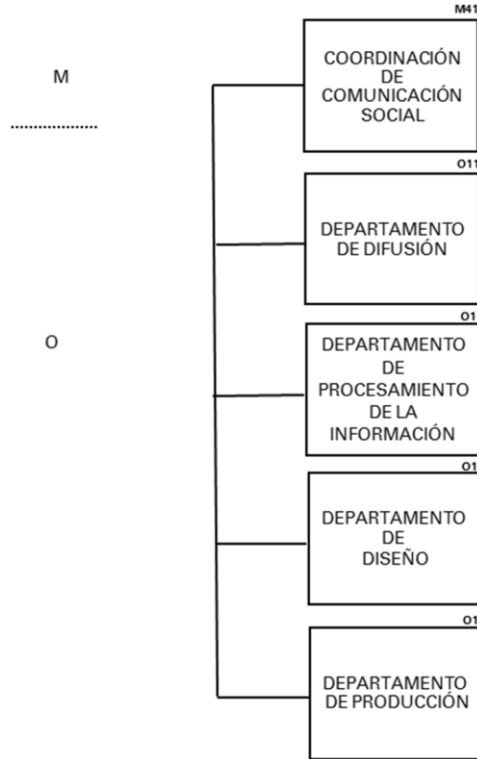 M41
M
COORDINACIÓN
DE
COMUNICACIÓN
SOCIAL
O11
DEPARTAMENTO
DE DIFUSIÓN
O
O1
DEPARTAMENTO
DE
PROCESAMIENTO
DE LA
INFORMACIÓN
O1
DEPARTAMENTO
DE
DISEÑO
O1
DEPARTAMENTO
DE PRODUCCIÓN